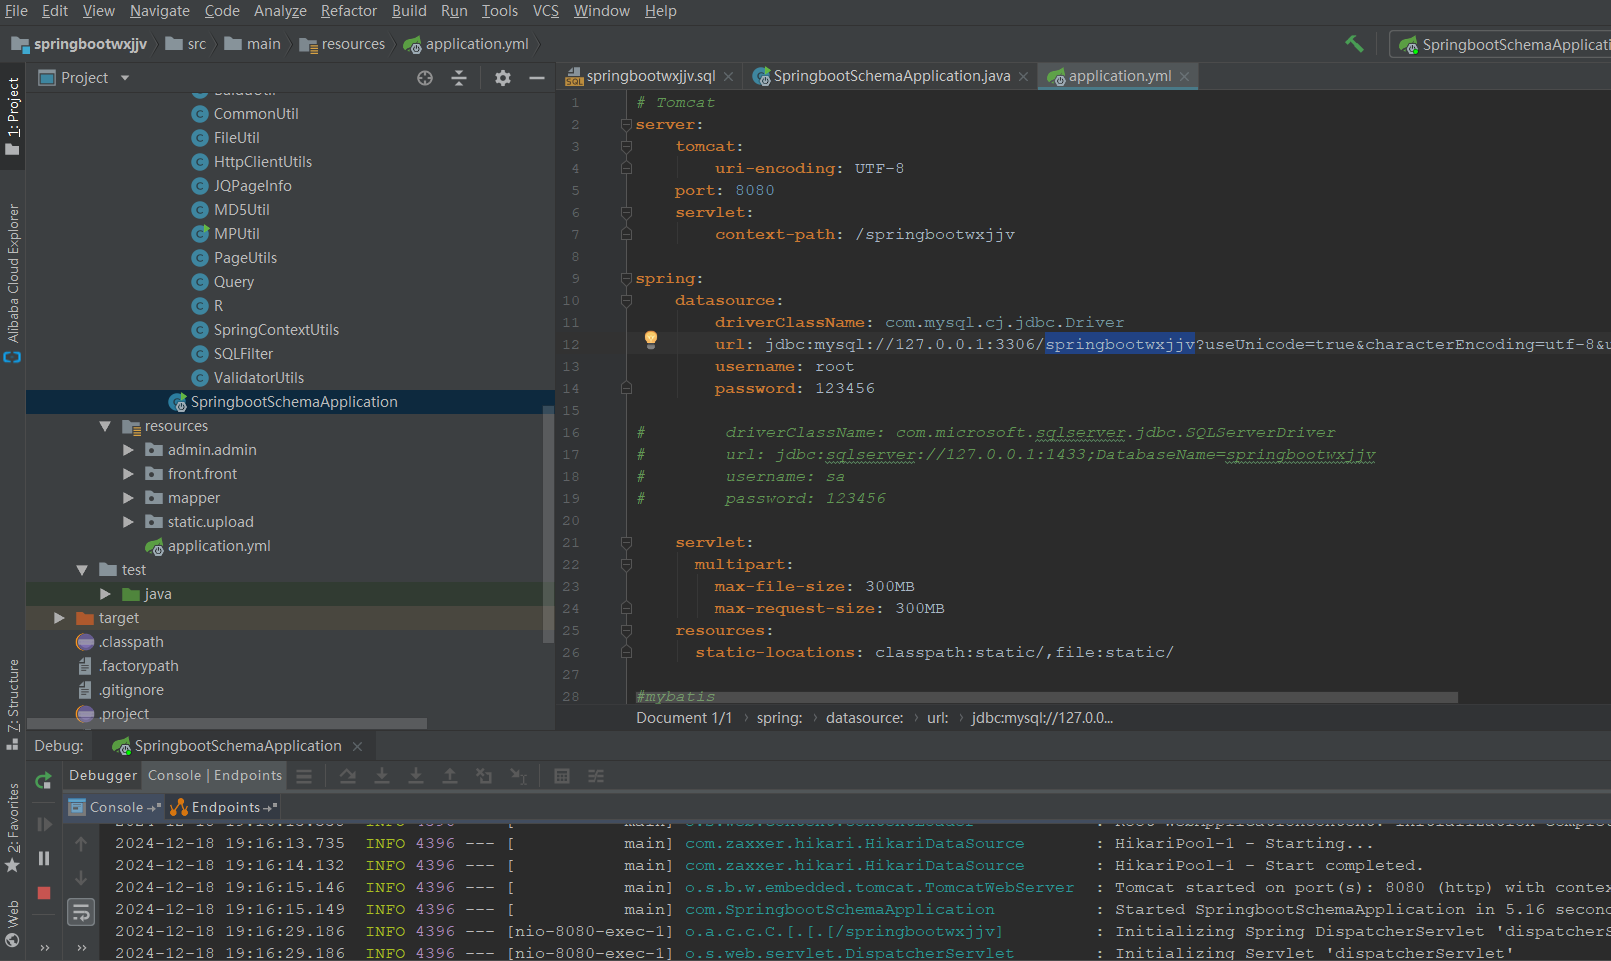 File Edit View Navigate Code Analyze Refactor Build Run Tools VCS Window Help
springbootwxjjv src main resources application.yml SpringbootSchemaApplicati
1: Project
Alibaba Cloud Explorer
Z: Structure
2: Favorites
Web
Project
CommonUtil
FileUtil
HttpClientUtils
JQPageInfo
MD5Util
MPUtil
PageUtils
Query
R
SpringContextUtils
SQLFilter
ValidatorUtils
SpringbootSchemaApplication
resources
admin.admin
front.front
mapper
static.upload
application.yml
test
java
target
.classpath
.factorypath
.gitignore
.project
springbootwxjjv.sql SpringbootSchemaApplication.java application.yml
1 # Tomcat
2 server:
3 tomcat:
4 uri-encoding: UTF-8
5 port: 8080
6 servlet:
7 context-path: /springbootwxjjv
8
9 spring:
10 datasource:
11 driverClassName: com.mysql.cj.jdbc.Driver
12 url: jdbc:mysql://127.0.0.1:3306/springbootwxjjv?useUnicode=true&characterEncoding=utf-8&u
13 username: root
14 password: 123456
15
16 # driverClassName: com.microsoft.sqlserver.jdbc.SQLServerDriver
17 # url: jdbc:sqlserver://127.0.0.1:1433;DatabaseName=springbootwxjjv
18 # username: sa
19 # password: 123456
20
21 servlet:
22 multipart:
23 max-file-size: 300MB
24 max-request-size: 300MB
25 resources:
26 static-locations: classpath:static/,file:static/
27
28 #mybatis
Document 1/1 › spring: › datasource: › url: › jdbc:mysql://127.0.0...
Debug: SpringbootSchemaApplication
Debugger Console | Endpoints
Console Endpoints
2024-12-18 19:16:13.735 INFO 4396 --- [ main] com.zaxxer.hikari.HikariDataSource : HikariPool-1 - Starting...
2024-12-18 19:16:14.132 INFO 4396 --- [ main] com.zaxxer.hikari.HikariDataSource : HikariPool-1 - Start completed.
2024-12-18 19:16:15.146 INFO 4396 --- [ main] o.s.b.w.embedded.tomcat.TomcatWebServer : Tomcat started on port(s): 8080 (http) with contex
2024-12-18 19:16:15.149 INFO 4396 --- [ main] com.SpringbootSchemaApplication : Started SpringbootSchemaApplication in 5.16 secon
2024-12-18 19:16:29.186 INFO 4396 --- [nio-8080-exec-1] o.a.c.c.C.[.[.[/springbootwxjjv] : Initializing Spring DispatcherServlet 'dispatcherS
2024-12-18 19:16:29.186 INFO 4396 --- [nio-8080-exec-1] o.s.web.servlet.DispatcherServlet : Initializing Servlet 'dispatcherServlet'